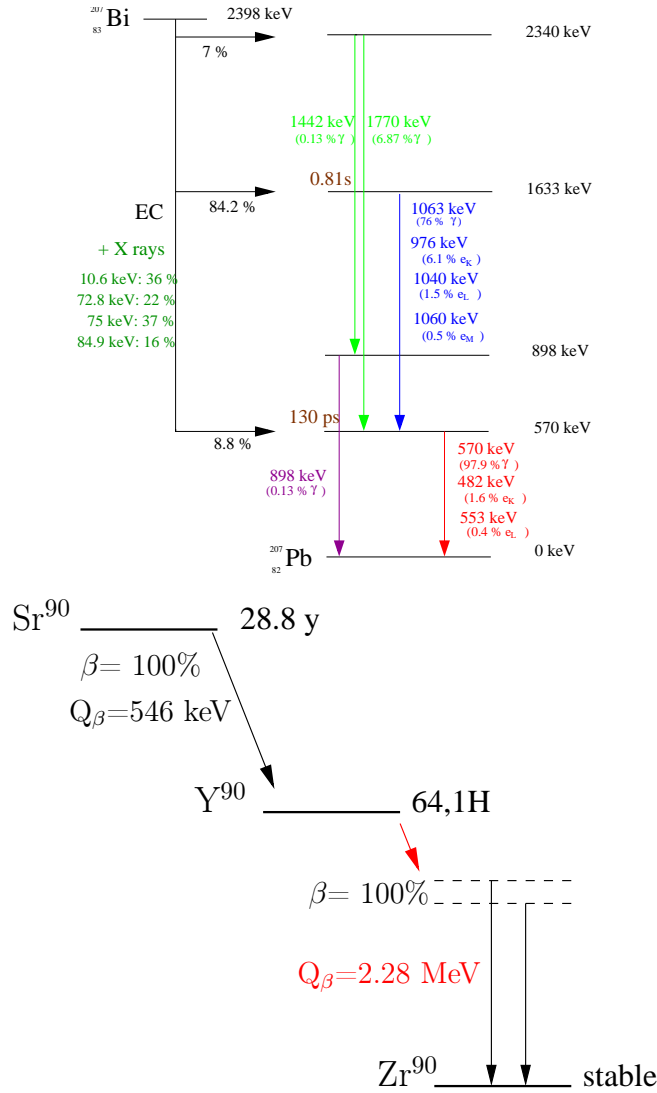 207
83 Bi 2398 keV
2340 keV
7 %
1442 keV 1770 keV
(0.13 % γ ) (6.87 % γ )
0.81s
1633 keV
EC 84.2 %
1063 keV
(76 % γ)
+ X rays
976 keV
(6.1 % eK )
10.6 keV: 36 %
1040 keV
72.8 keV: 22 %
(1.5 % eL )
75 keV: 37 %
1060 keV
84.9 keV: 16 %
(0.5 % eM )
898 keV
130 ps
570 keV
8.8 %
570 keV
(97.9 % γ )
898 keV
482 keV
(0.13 % γ )
(1.6 % eK )
553 keV
(0.4 % eL )
207
82 Pb 0 keV
Sr90 28.8 y
β= 100%
Qβ=546 keV
Y90 64,1H
β= 100%
Qβ=2.28 MeV
Zr90 stable